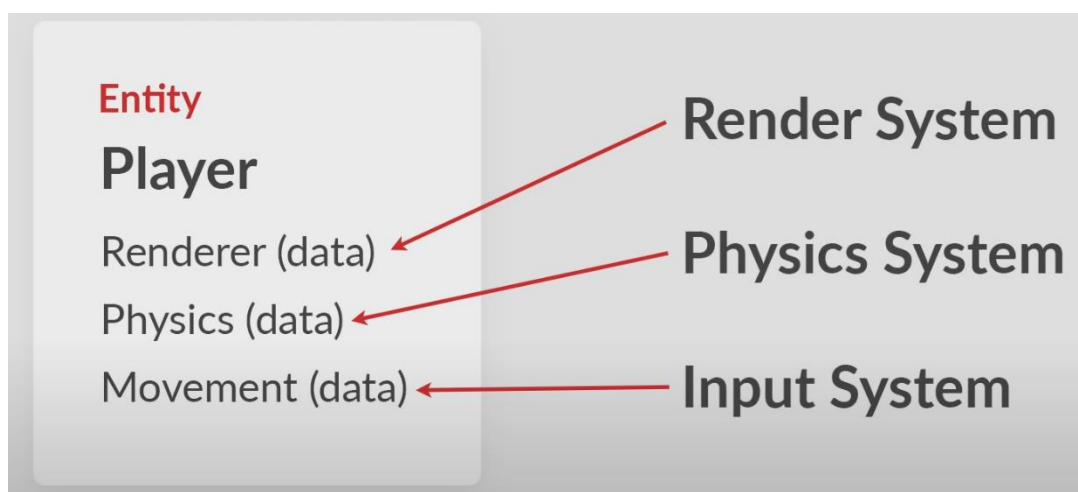 Entity
Player
Renderer (data)
Physics (data)
Movement (data)
Render System
Physics System
Input System